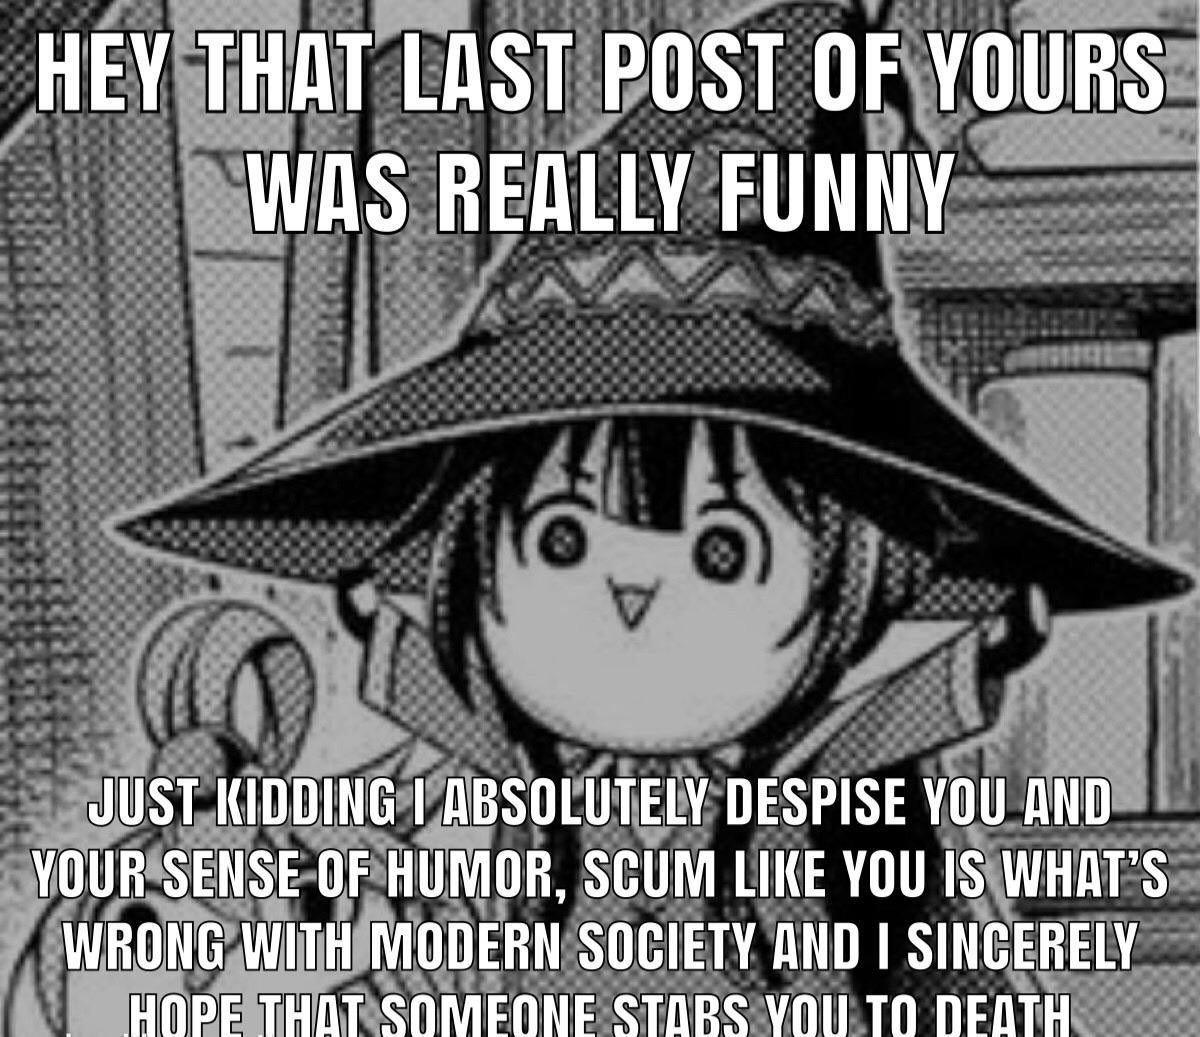 HEY THAT LAST POST OF YOURS
WAS REALLY FUNNY
JUST KIDDING I ABSOLUTELY DESPISE YOU AND
YOUR SENSE OF HUMOR, SCUM LIKE YOU IS WHAT’S
WRONG WITH MODERN SOCIETY AND I SINCERELY
HOPE THAT SOMEONE STABS YOU TO DEATH